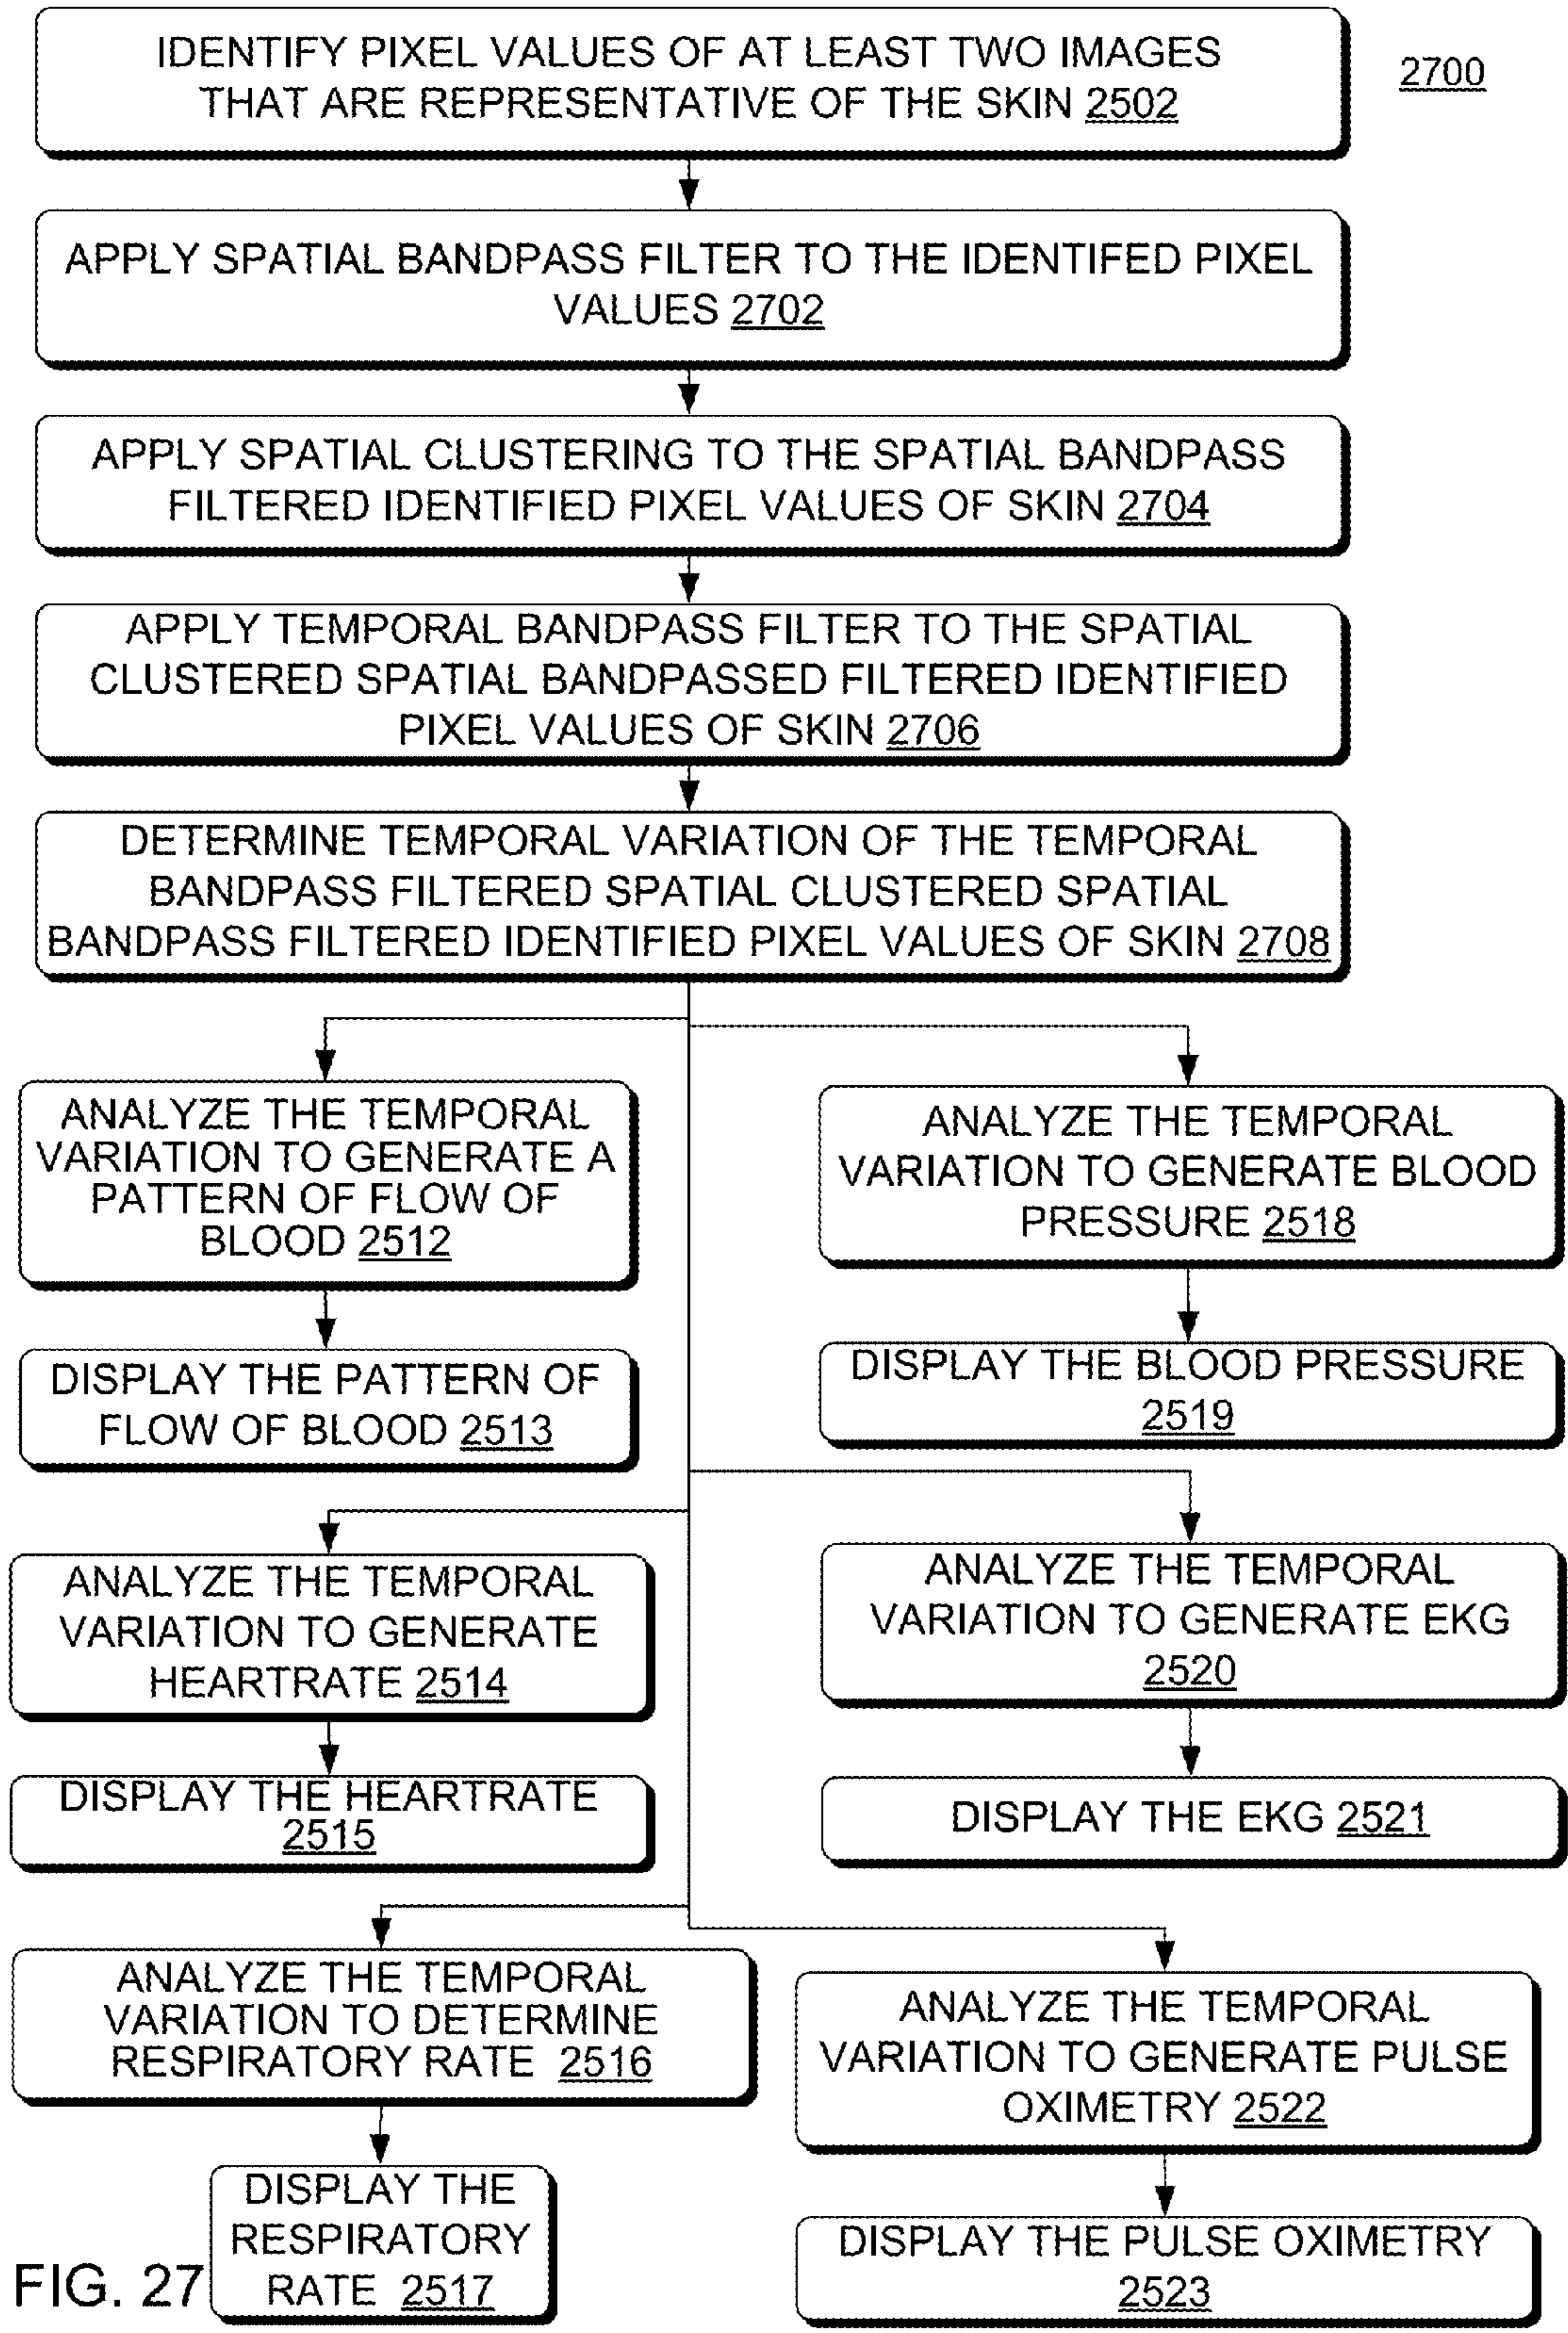 IDENTIFY PIXEL VALUES OF AT LEAST TWO IMAGES
THAT ARE REPRESENTATIVE OF THE SKIN 2502
2700
APPLY SPATIAL BANDPASS FILTER TO THE IDENTIFED PIXEL
VALUES 2702
APPLY SPATIAL CLUSTERING TO THE SPATIAL BANDPASS
FILTERED IDENTIFIED PIXEL VALUES OF SKIN 2704
APPLY TEMPORAL BANDPASS FILTER TO THE SPATIAL
CLUSTERED SPATIAL BANDPASSED FILTERED IDENTIFIED
PIXEL VALUES OF SKIN 2706
DETERMINE TEMPORAL VARIATION OF THE TEMPORAL
BANDPASS FILTERED SPATIAL CLUSTERED SPATIAL
BANDPASS FILTERED IDENTIFIED PIXEL VALUES OF SKIN 2708
ANALYZE THE TEMPORAL
VARIATION TO GENERATE A
PATTERN OF FLOW OF
BLOOD 2512
ANALYZE THE TEMPORAL
VARIATION TO GENERATE BLOOD
PRESSURE 2518
DISPLAY THE PATTERN OF
FLOW OF BLOOD 2513
DISPLAY THE BLOOD PRESSURE
2519
ANALYZE THE TEMPORAL
VARIATION TO GENERATE
HEARTRATE 2514
ANALYZE THE TEMPORAL
VARIATION TO GENERATE EKG
2520
DISPLAY THE HEARTRATE
2515
DISPLAY THE EKG 2521
ANALYZE THE TEMPORAL
VARIATION TO DETERMINE
RESPIRATORY RATE 2516
ANALYZE THE TEMPORAL
VARIATION TO GENERATE PULSE
OXIMETRY 2522
DISPLAY THE
RESPIRATORY
RATE 2517
DISPLAY THE PULSE OXIMETRY
2523
FIG. 27